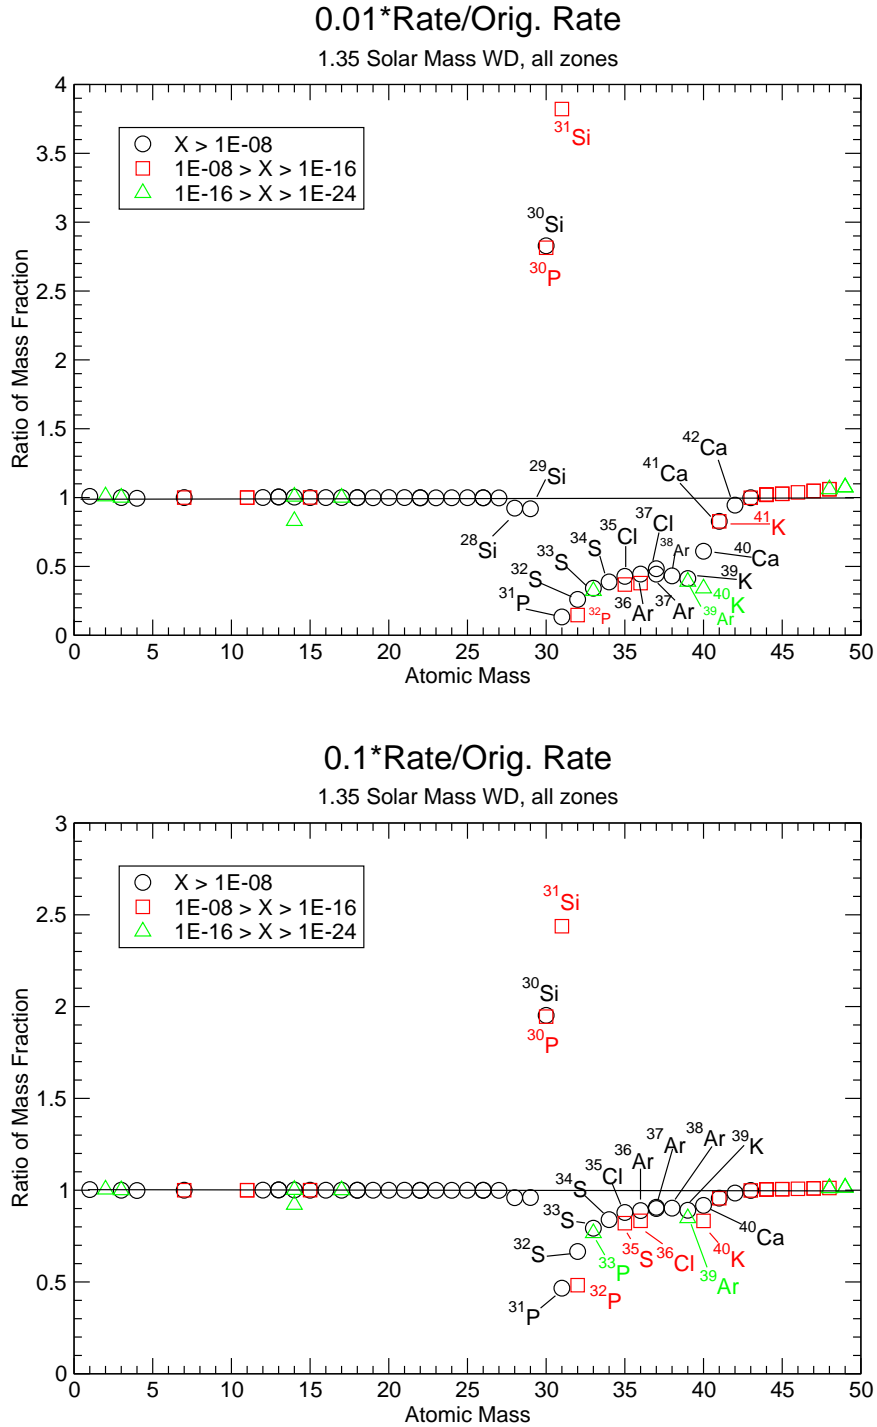 0.01*Rate/Orig. Rate
1.35 Solar Mass WD, all zones
Ratio of Mass Fraction
4
3.5
3
2.5
2
1.5
1
0.5
0
X > 1E-08
1E-08 > X > 1E-16
1E-16 > X > 1E-24
31Si
30Si
30P
42Ca
41Ca
29Si
37Cl
35Cl
41K
28Si
34S
38Ar
33S
40Ca
32S
39K
31P
32P
36Ar
37Ar
40K
39Ar
0 5 10 15 20 25 30 35 40 45 50
Atomic Mass
0.1*Rate/Orig. Rate
1.35 Solar Mass WD, all zones
Ratio of Mass Fraction
3
2.5
2
1.5
1
0.5
0
X > 1E-08
1E-08 > X > 1E-16
1E-16 > X > 1E-24
31Si
30Si
30P
37Ar
38Ar
39K
36Ar
35Cl
34S
33S
40Ca
32S
35S
36Cl
40K
33P
39Ar
31P
32P
0 5 10 15 20 25 30 35 40 45 50
Atomic Mass